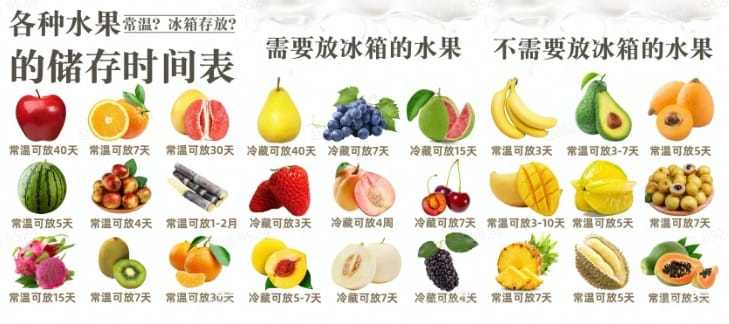 各种水果常温？冰箱存放？
的储存时间表
常温可放40天
常温可放7天
常温可放30天
常温可放5天
常温可放4天
常温可放1-2月
常温可放15天
常温可放7天
常温可放30天
需要放冰箱的水果
冷藏可放40天
冷藏可放7天
冷藏可放15天
冷藏可放3天
冷藏可放4周
冷藏可放7天
冷藏可放5-7天
冷藏可放7天
冷藏可放4天
不需要放冰箱的水果
常温可放3天
常温可放3-7天
常温可放5天
常温可放3-10天
常温可放5天
常温可放7天
常温可放7天
常温可放5天
常温可放3天